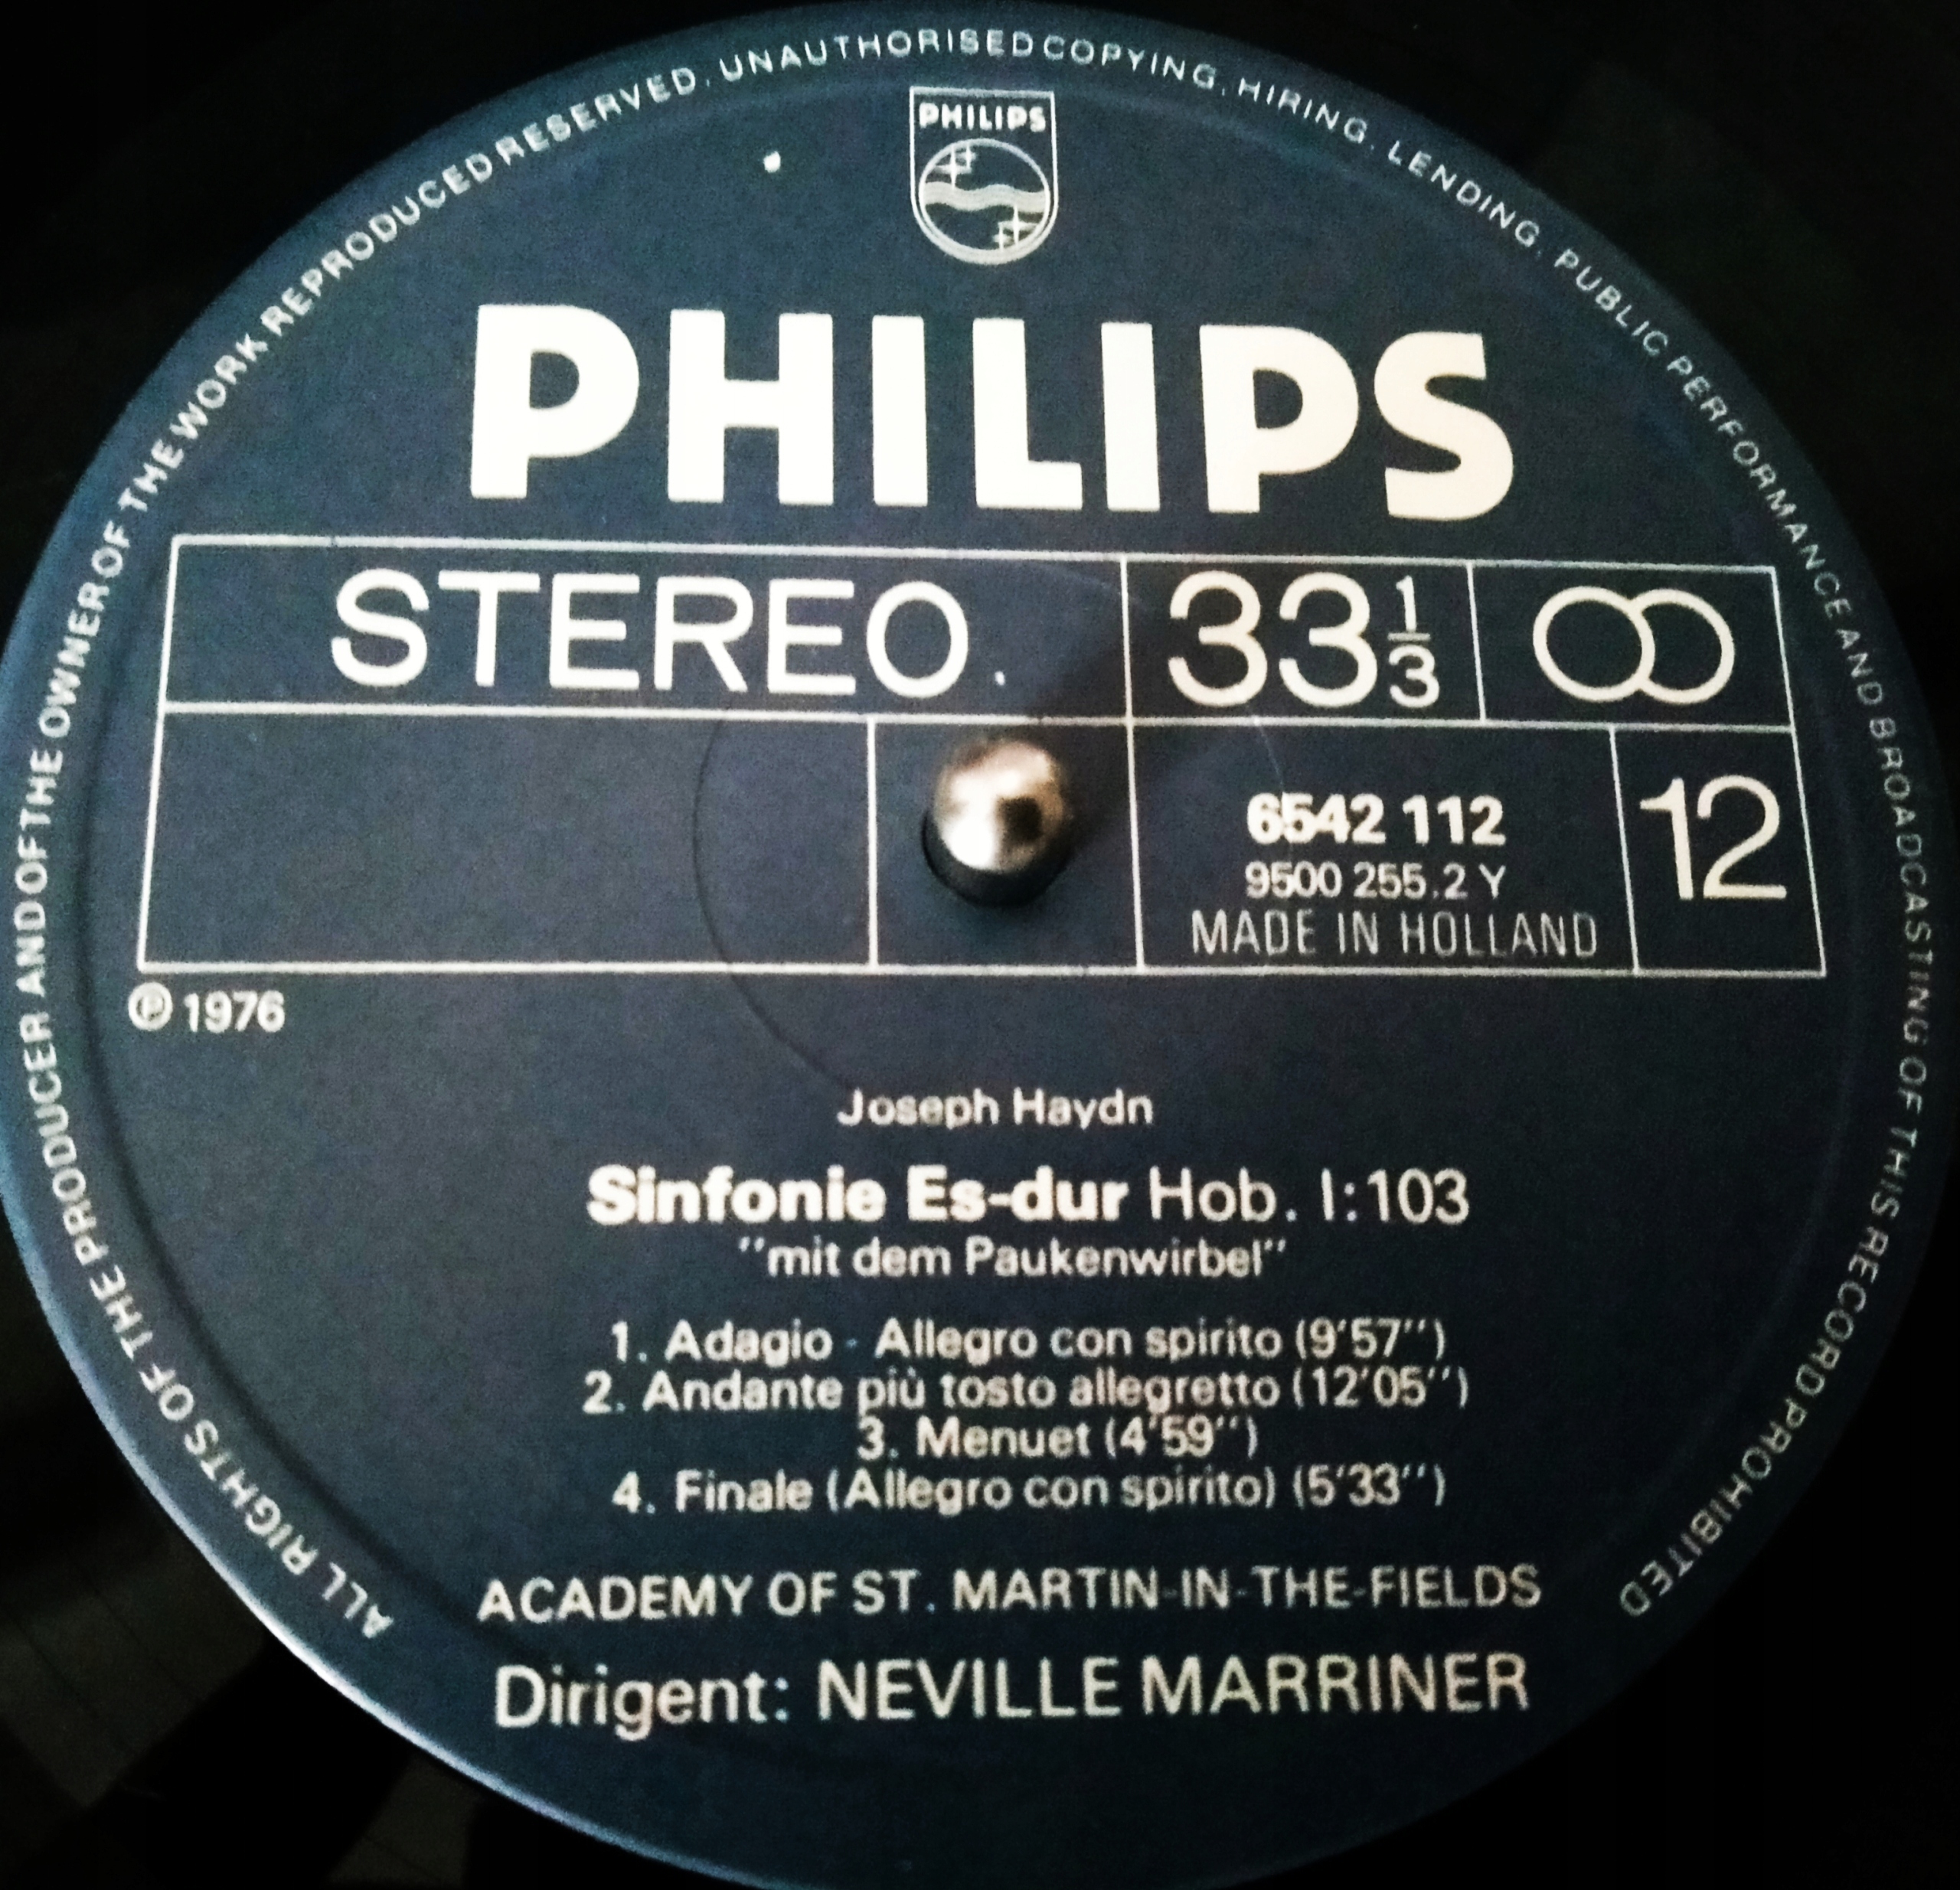 ALL RIGHTS OF THE PRODUCER AND OF THE OWNER OF THE WORK REPRODUCED RESERVED. UNAUTHORISED COPYING, HIRING, LENDING, PUBLIC PERFORMANCE AND BROADCASTING OF THIS RECORD PROHIBITED
PHILIPS
PHILIPS
STEREO. 33 1/3
6542 112
9500 255.2 Y
MADE IN HOLLAND
12
℗ 1976
Joseph Haydn
Sinfonie Es-dur Hob. I:103
"mit dem Paukenwirbel"
1. Adagio - Allegro con spirito (9'57'')
2. Andante più tosto allegretto (12'05'')
3. Menuet (4'59'')
4. Finale (Allegro con spirito) (5'33'')
ACADEMY OF ST. MARTIN-IN-THE-FIELDS
Dirigent: NEVILLE MARRINER